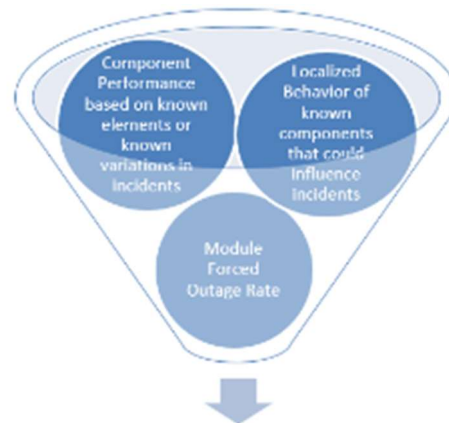 Component
Performance
based on known
elements or
known
variations in
incidents
Localized
Behavior of
known
components
that could
influence
incidents
Module
Forced
Outage Rate